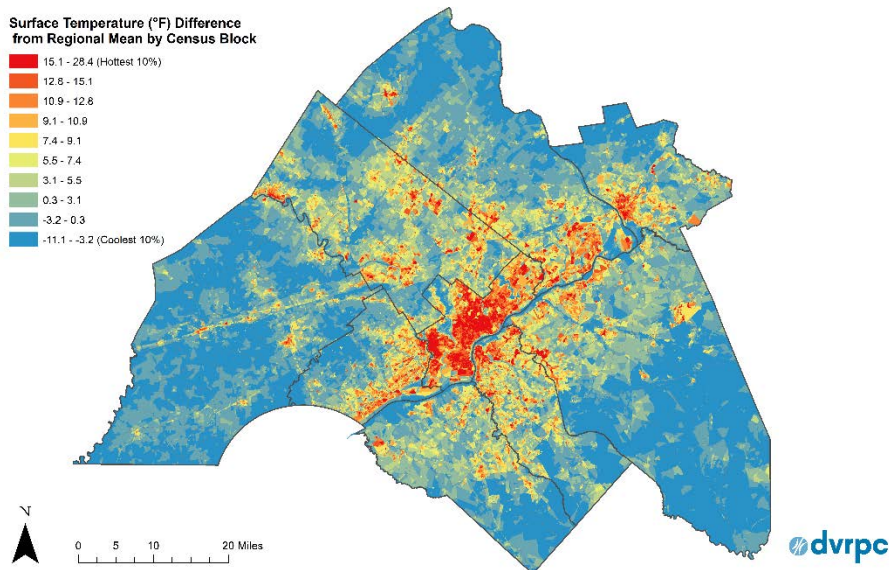 Surface Temperature (°F) Difference
from Regional Mean by Census Block
15.1 - 28.4 (Hottest 10%)
12.8 - 15.1
10.9 - 12.8
9.1 - 10.9
7.4 - 9.1
5.5 - 7.4
3.1 - 5.5
0.3 - 3.1
-3.2 - 0.3
-11.1 - -3.2 (Coolest 10%)
N
0 5 10 20 Miles
dvrpc